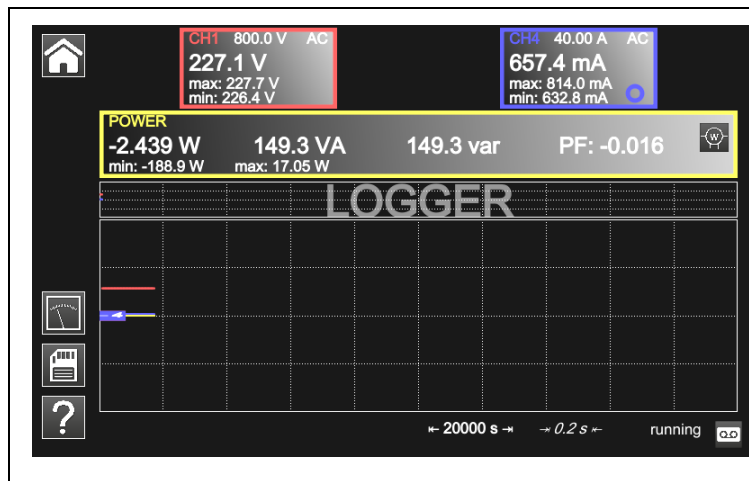 CH1 800.0 V AC
227.1 V
max: 227.7 V
min: 226.4 V
CH4 40.00 A AC
657.4 mA
max: 814.0 mA
min: 632.8 mA
POWER
-2.439 W 149.3 VA 149.3 var PF: -0.016
min: -188.9 W max: 17.05 W
W
LOGGER
?
20000 s 0.2 s running